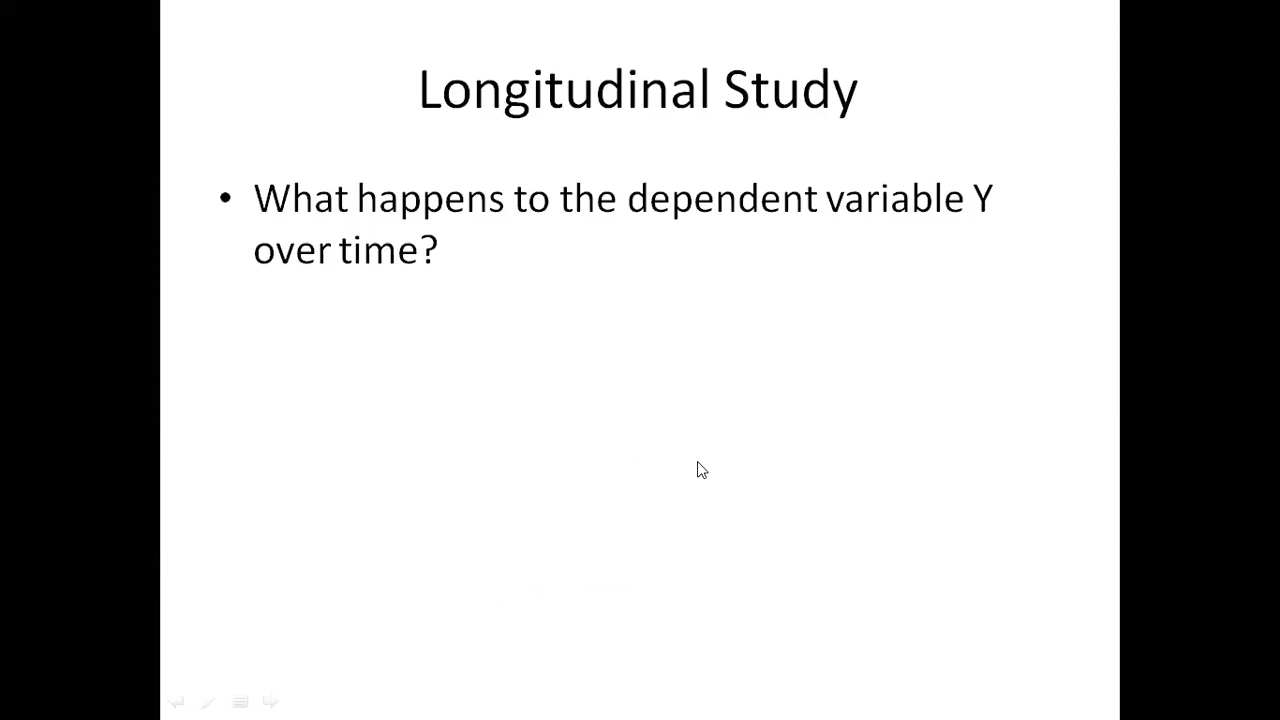 Longitudinal Study
• What happens to the dependent variable Y
over time?